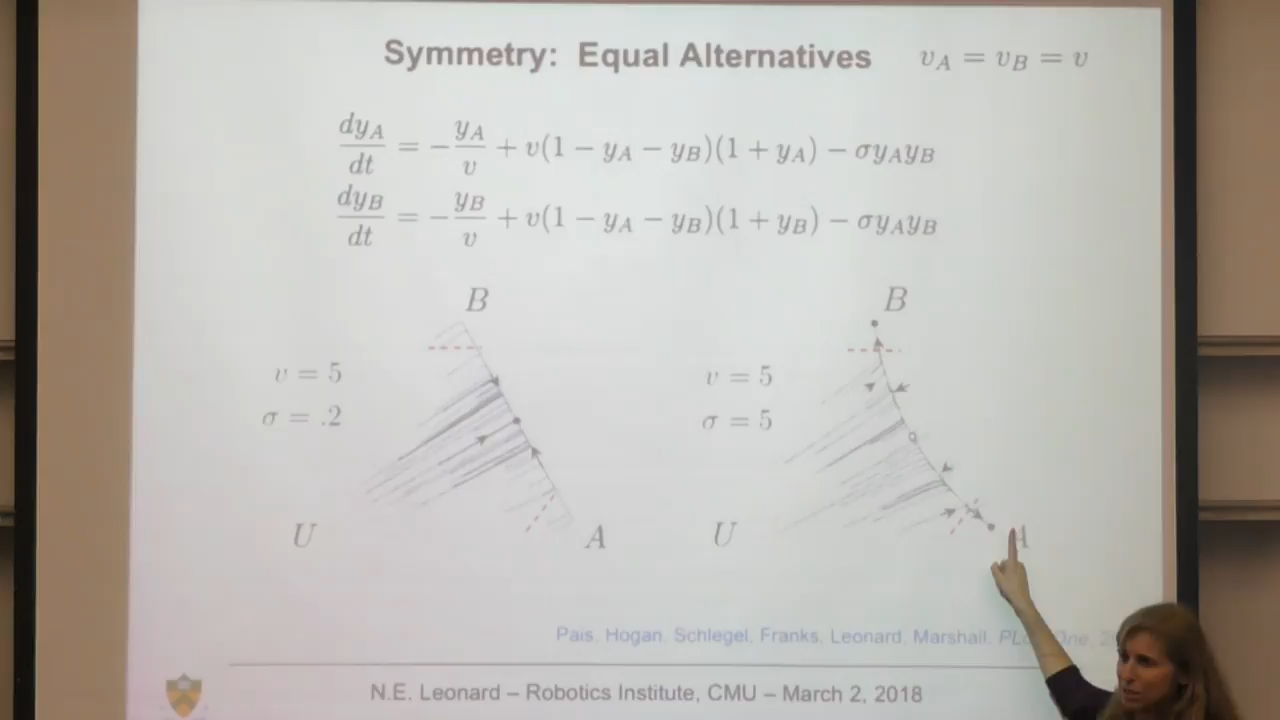 Symmetry: Equal Alternatives v_A = v_B = v
dy_A/dt = −y_A/v + v(1 − y_A − y_B)(1 + y_A) − σy_Ay_B
dy_B/dt = −y_B/v + v(1 − y_A − y_B)(1 + y_B) − σy_Ay_B
B
v = 5
σ = .2
U
A
B
v = 5
σ = 5
U
A
Pais, Hogan, Schlegel, Franks, Leonard, Marshall,
N.E. Leonard – Robotics Institute, CMU – March 2, 2018